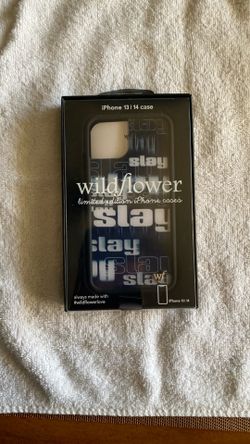 iPhone 13 | 14 case
slay
wildflower
limited edition iPhone cases
slay
slay
slay
wf
always made with
#wildflowerlove
iPhone 13/14